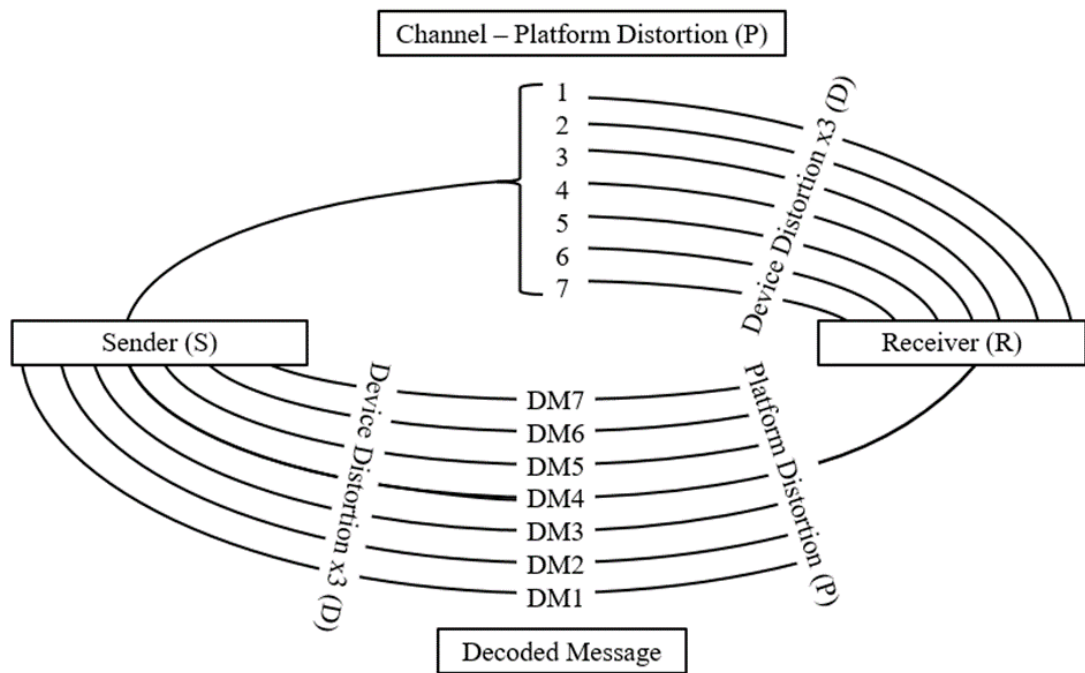 Channel – Platform Distortion (P)
1
2
3
4
5
6
7
Device Distortion x3 (D)
Sender (S)
Receiver (R)
Device Distortion x3 (D)
DM7
DM6
DM5
DM4
DM3
DM2
DM1
Platform Distortion (P)
Decoded Message